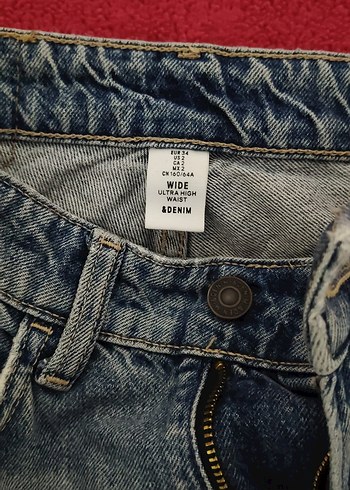 EUR 34
US 2
CA 2
MX 2
CN 160/64A
WIDE
ULTRA HIGH
WAIST
&DENIM